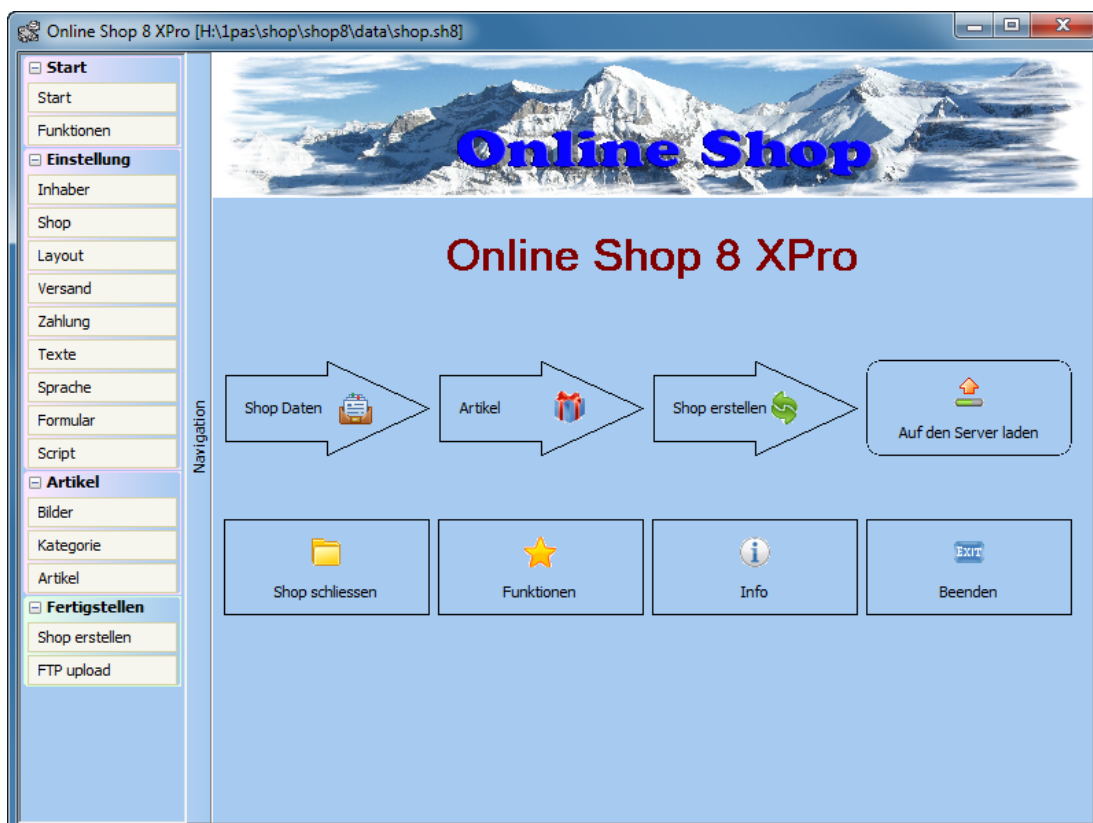 Online Shop 8 XPro [H:\1pas\shop\shop8\data\shop.sh8]
Start
Start
Funktionen
Einstellung
Inhaber
Shop
Layout
Versand
Zahlung
Texte
Sprache
Formular
Script
Artikel
Bilder
Kategorie
Artikel
Fertigstellen
Shop erstellen
FTP upload
Navigation
Online Shop
Online Shop 8 XPro
Shop Daten
Artikel
Shop erstellen
Auf den Server laden
Shop schliessen
Funktionen
Info
EXIT
Beenden